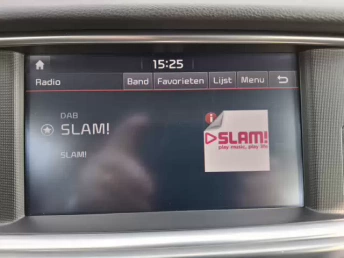 15:25
Radio Band Favorieten Lijst Menu
DAB
SLAM!
SLAM!
i
SLAM!
play music, play life